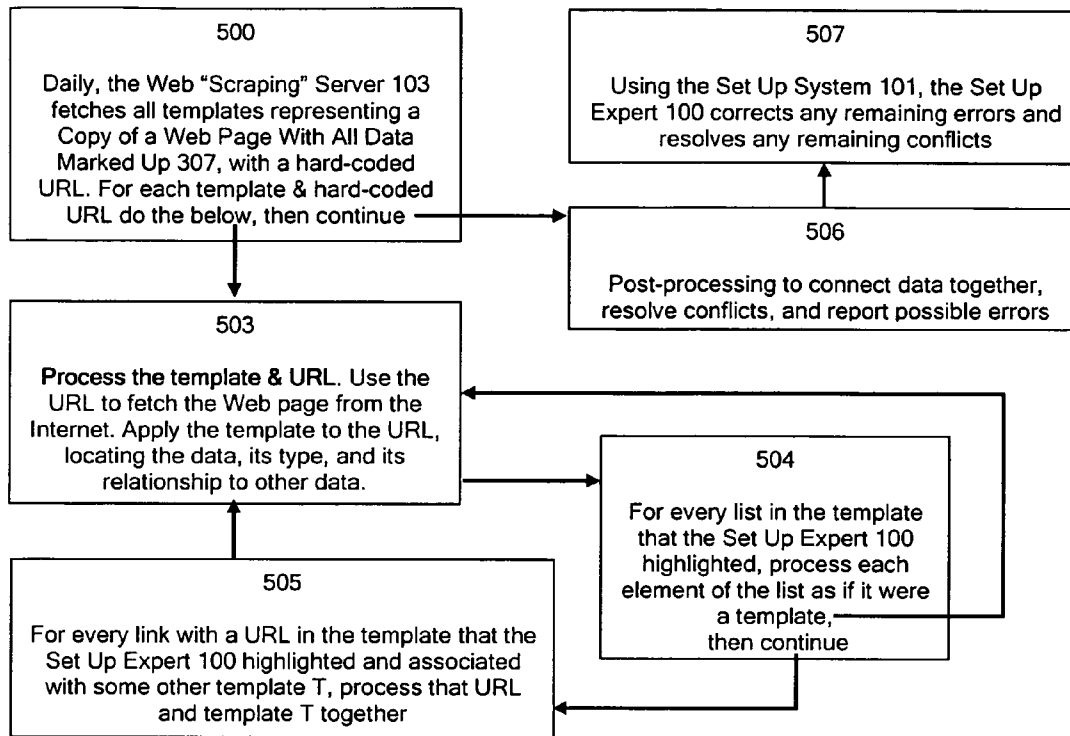 500
Daily, the Web “Scraping” Server 103
fetches all templates representing a
Copy of a Web Page With All Data
Marked Up 307, with a hard-coded
URL. For each template & hard-coded
URL do the below, then continue
507
Using the Set Up System 101, the Set Up
Expert 100 corrects any remaining errors and
resolves any remaining conflicts
506
Post-processing to connect data together,
resolve conflicts, and report possible errors
503
Process the template & URL. Use the
URL to fetch the Web page from the
Internet. Apply the template to the URL,
locating the data, its type, and its
relationship to other data.
504
For every list in the template
that the Set Up Expert 100
highlighted, process each
element of the list as if it were
a template,
then continue
505
For every link with a URL in the template that the
Set Up Expert 100 highlighted and associated
with some other template T, process that URL
and template T together